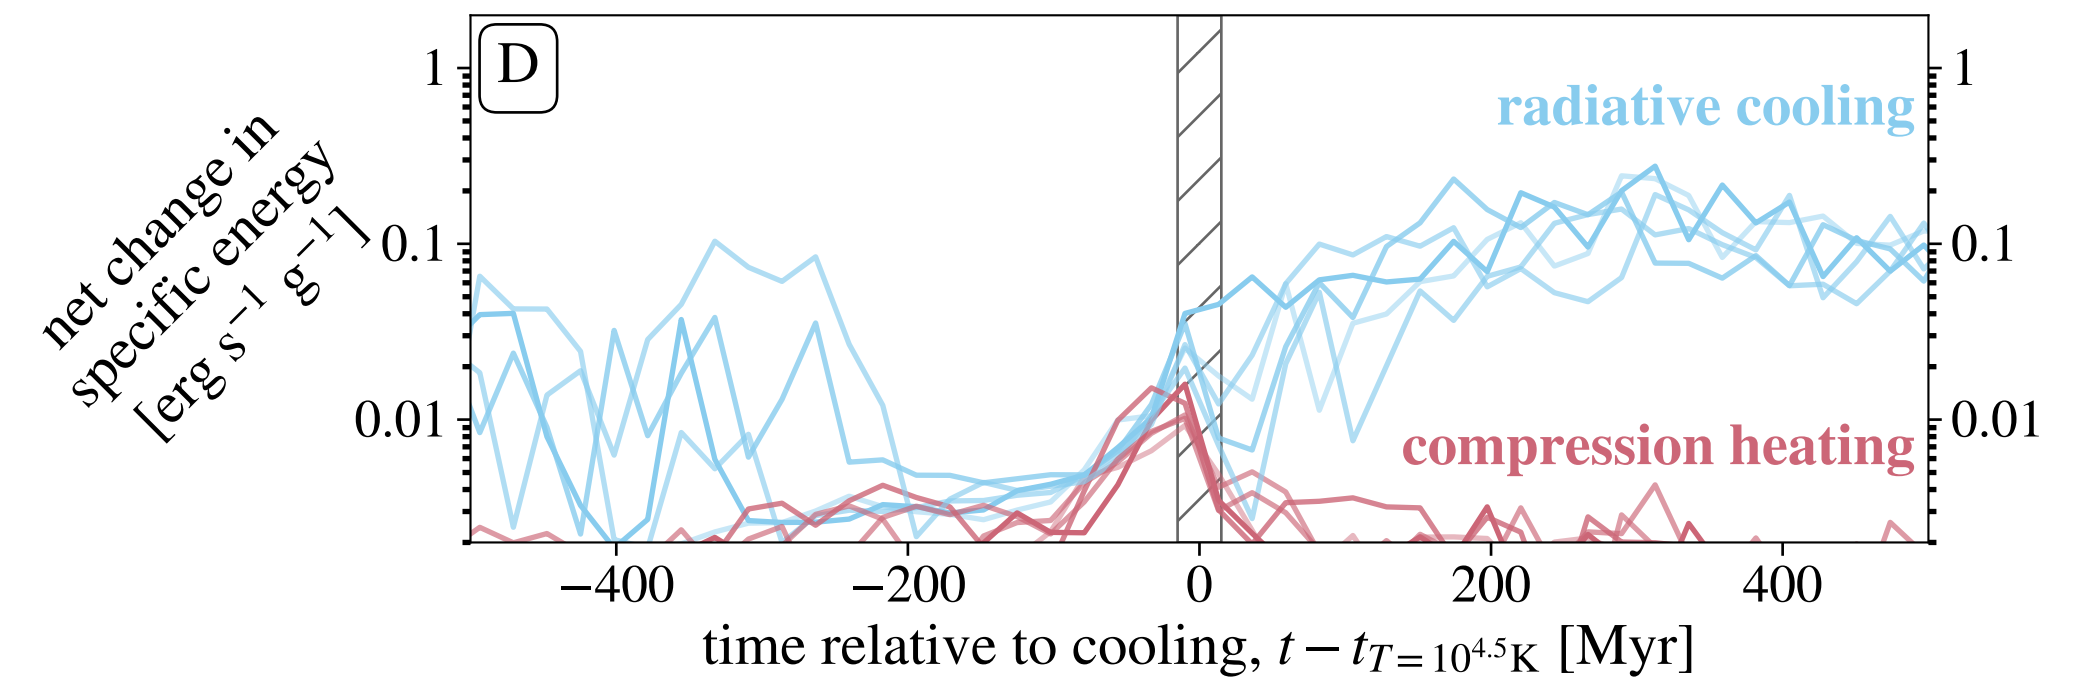 D
net change in
specific energy
[erg s⁻¹ g⁻¹]
1
0.1
0.01
1
0.1
0.01
radiative cooling
compression heating
−400
−200
0
200
400
time relative to cooling, t − t_{T=10^{4.5}K} [Myr]